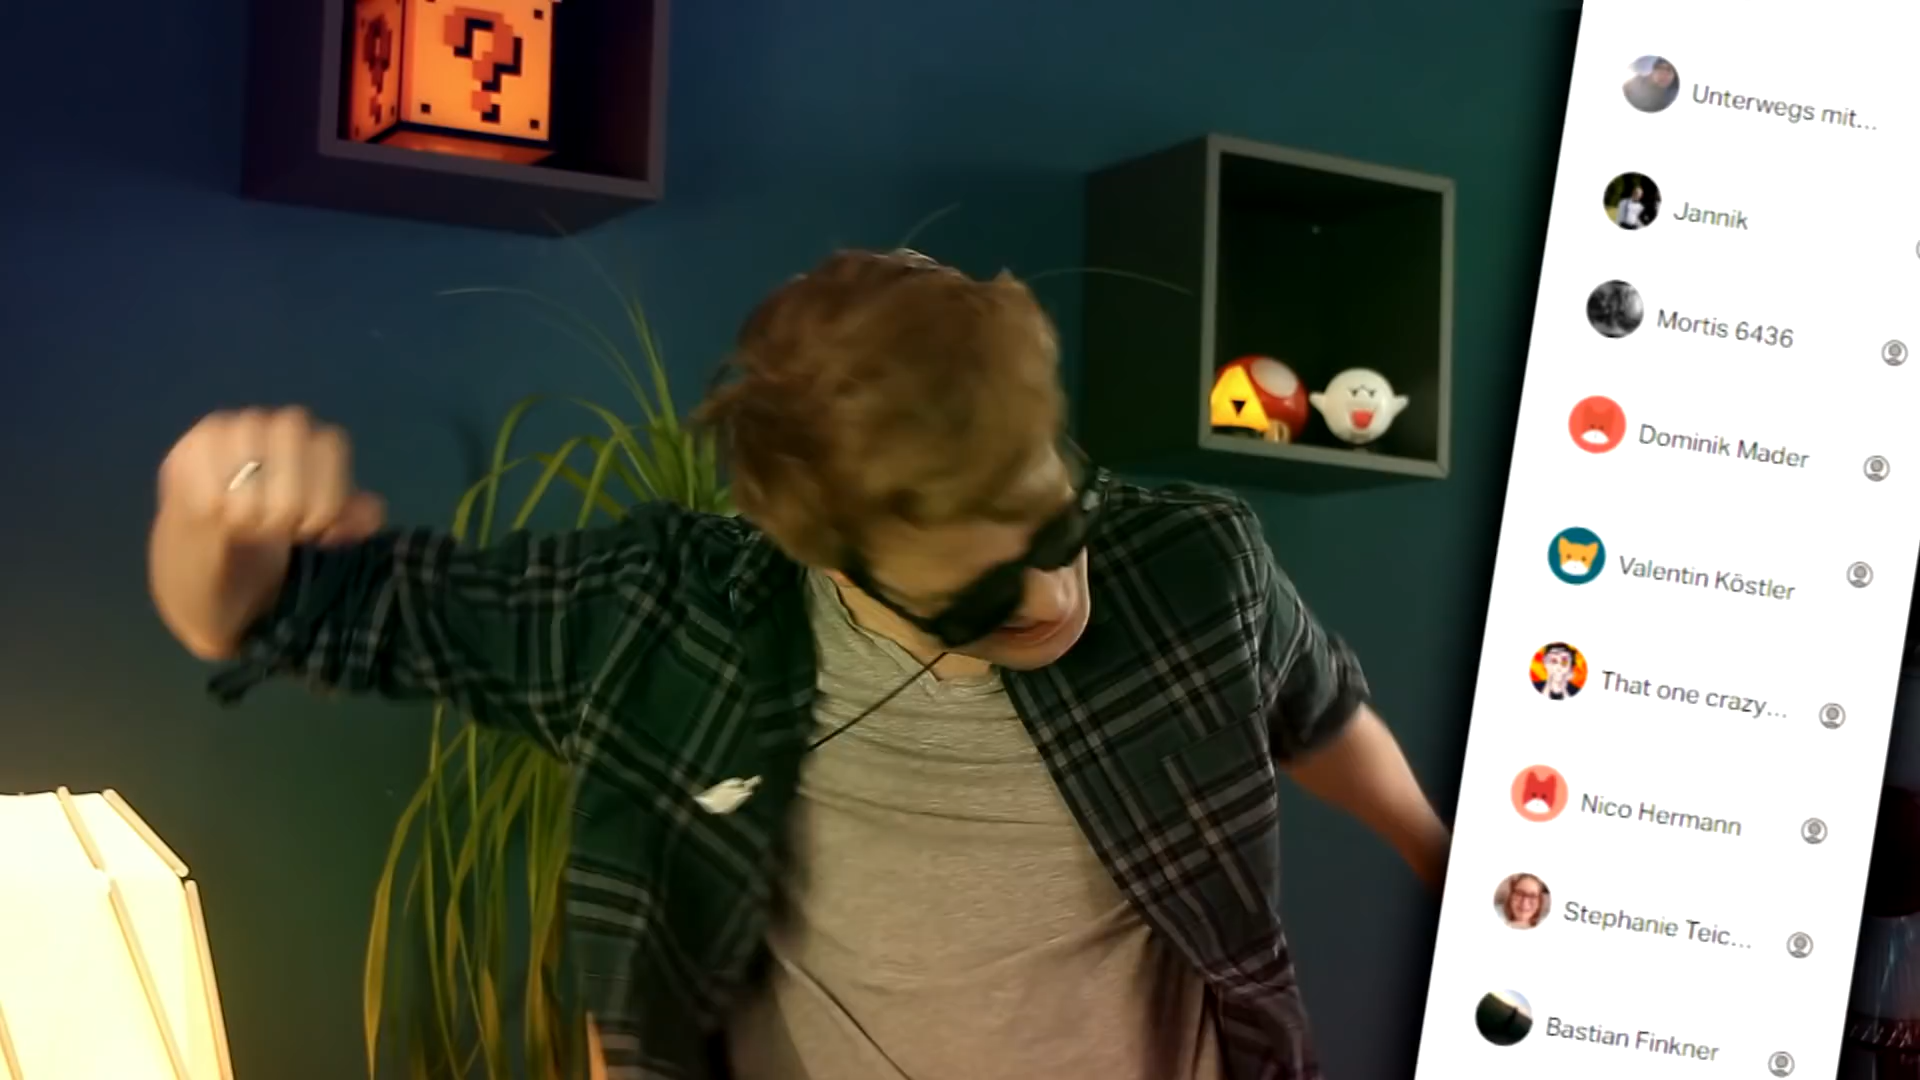 Unterwegs mit...
Jannik
Mortis 6436
Dominik Mader
Valentin Köstler
That one crazy...
Nico Hermann
Stephanie Teic...
Bastian Finkner